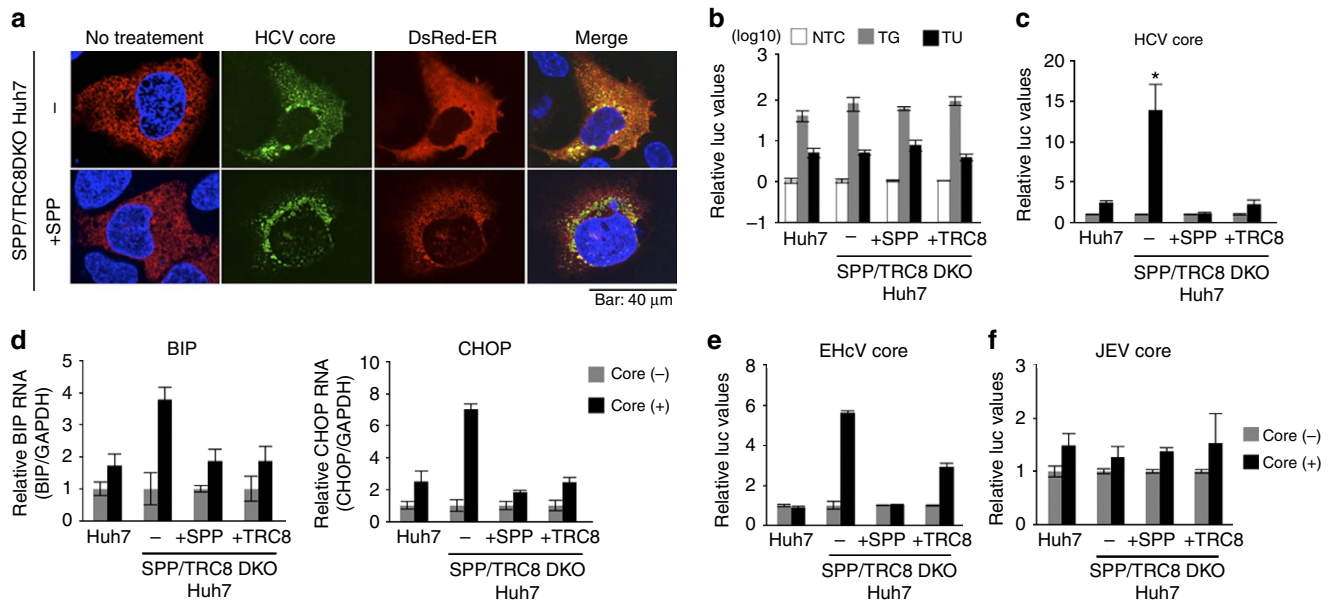 a
No treatement HCV core DsRed-ER Merge
SPP/TRC8DKO Huh7
–
+SPP
Bar: 40 μm
b
(log10) NTC TG TU
Relative luc values
3
2
1
0
–1
Huh7 – +SPP +TRC8
SPP/TRC8 DKO
Huh7
c
HCV core
Relative luc values
20
15
10
5
0
*
Huh7 – +SPP +TRC8
SPP/TRC8 DKO
Huh7
d
BIP
Relative BIP RNA
(BIP/GAPDH)
5
4
3
2
1
0
Huh7 – +SPP +TRC8
SPP/TRC8 DKO
Huh7
CHOP
Relative CHOP RNA
(CHOP/GAPDH)
10
8
6
4
2
0
Huh7 – +SPP +TRC8
SPP/TRC8 DKO
Huh7
Core (–)
Core (+)
e
EHcV core
Relative luc values
8
6
4
2
0
Huh7 – +SPP +TRC8
SPP/TRC8 DKO
Huh7
f
JEV core
Relative luc values
3
2
1
0
Huh7 – +SPP +TRC8
SPP/TRC8 DKO
Huh7
Core (–)
Core (+)